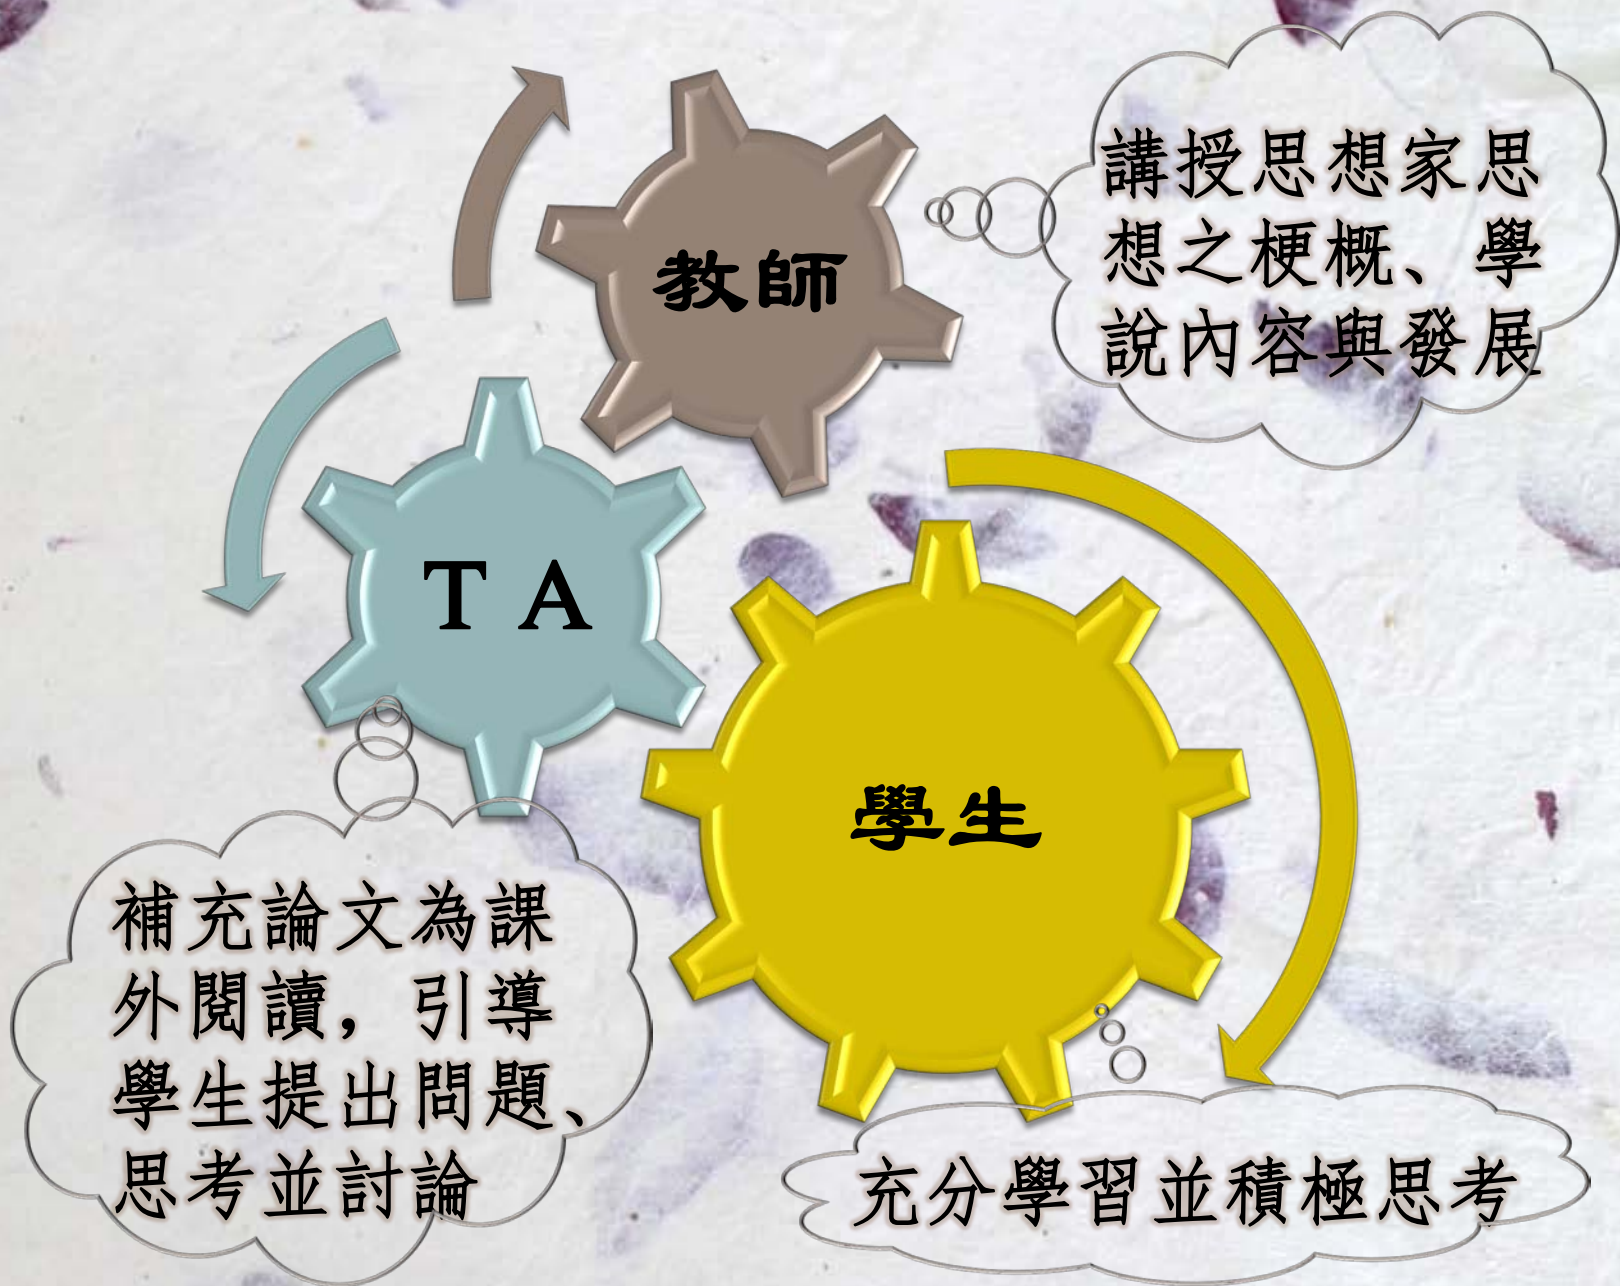 教師
講授思想家思
想之梗概、學
說內容與發展
TA
補充論文為課
外閱讀，引導
學生提出問題、
思考並討論
學生
充分學習並積極思考